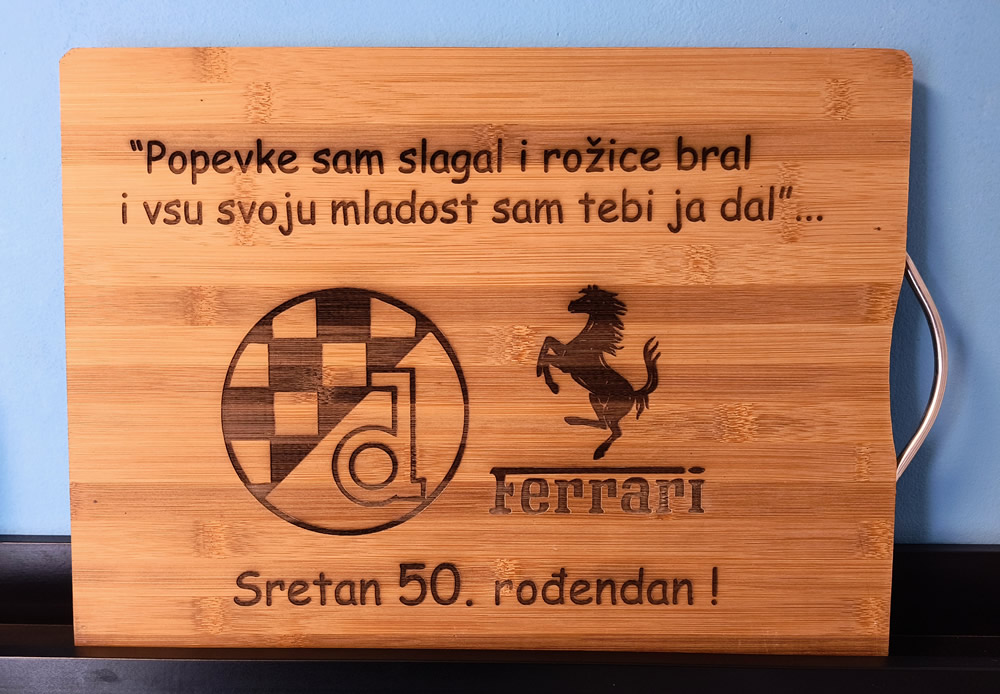 “Popevke sam slagal i rožice bral
i vsu svoju mladost sam tebi ja dal”...
d
Ferrari
Sretan 50. rođendan !